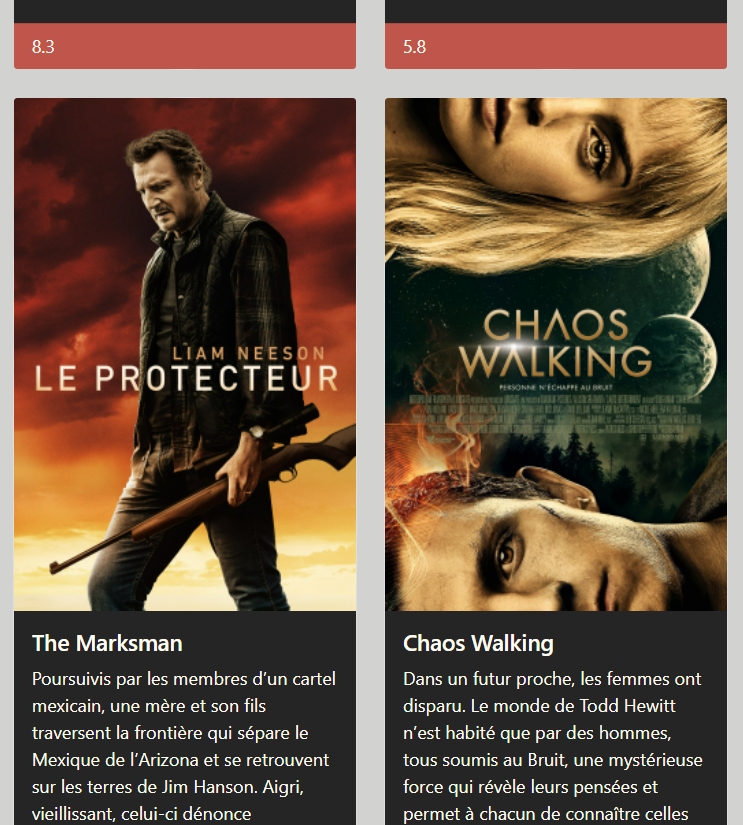 8.3
5.8
LIAM NEESON
LE PROTECTEUR
The Marksman
Poursuivis par les membres d’un cartel
mexicain, une mère et son fils
traversent la frontière qui sépare le
Mexique de l’Arizona et se retrouvent
sur les terres de Jim Hanson. Aigri,
vieillissant, celui-ci dénonce
CHAOS
WALKING
PERSONNE N'ÉCHAPPE AU BRUIT
Chaos Walking
Dans un futur proche, les femmes ont
disparu. Le monde de Todd Hewitt
n’est habité que par des hommes,
tous soumis au Bruit, une mystérieuse
force qui révèle leurs pensées et
permet à chacun de connaître celles